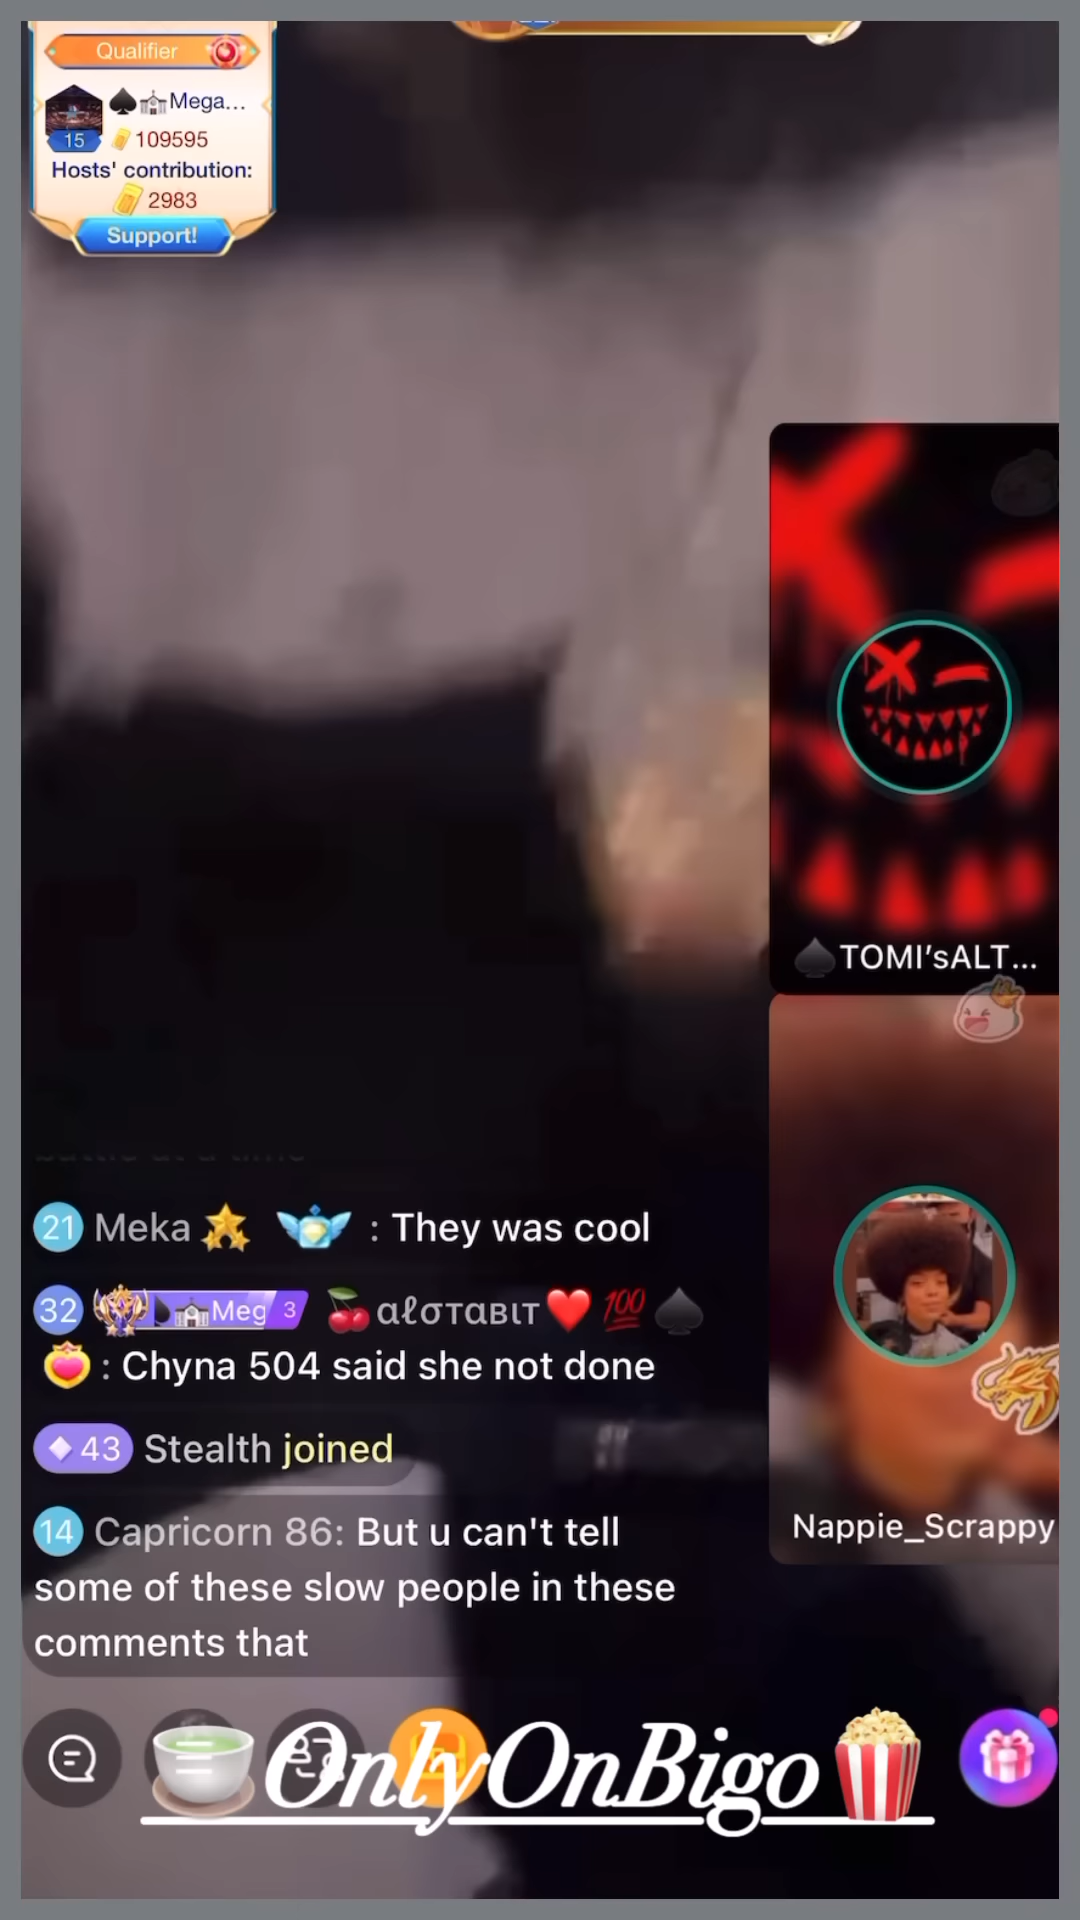 Qualifier
♠️⛪Mega...
15
109595
Hosts' contribution:
2983
Support!
♠TOMI'sALT...
21 Meka⭐ : They was cool
32 ♠⛪Meg 3 🍒αℓσταвιт❤️💯♠
: Chyna 504 said she not done
43 Stealth joined
14 Capricorn 86: But u can't tell
some of these slow people in these
comments that
Nappie_Scrappy
🍵OnlyOnBigo🍿